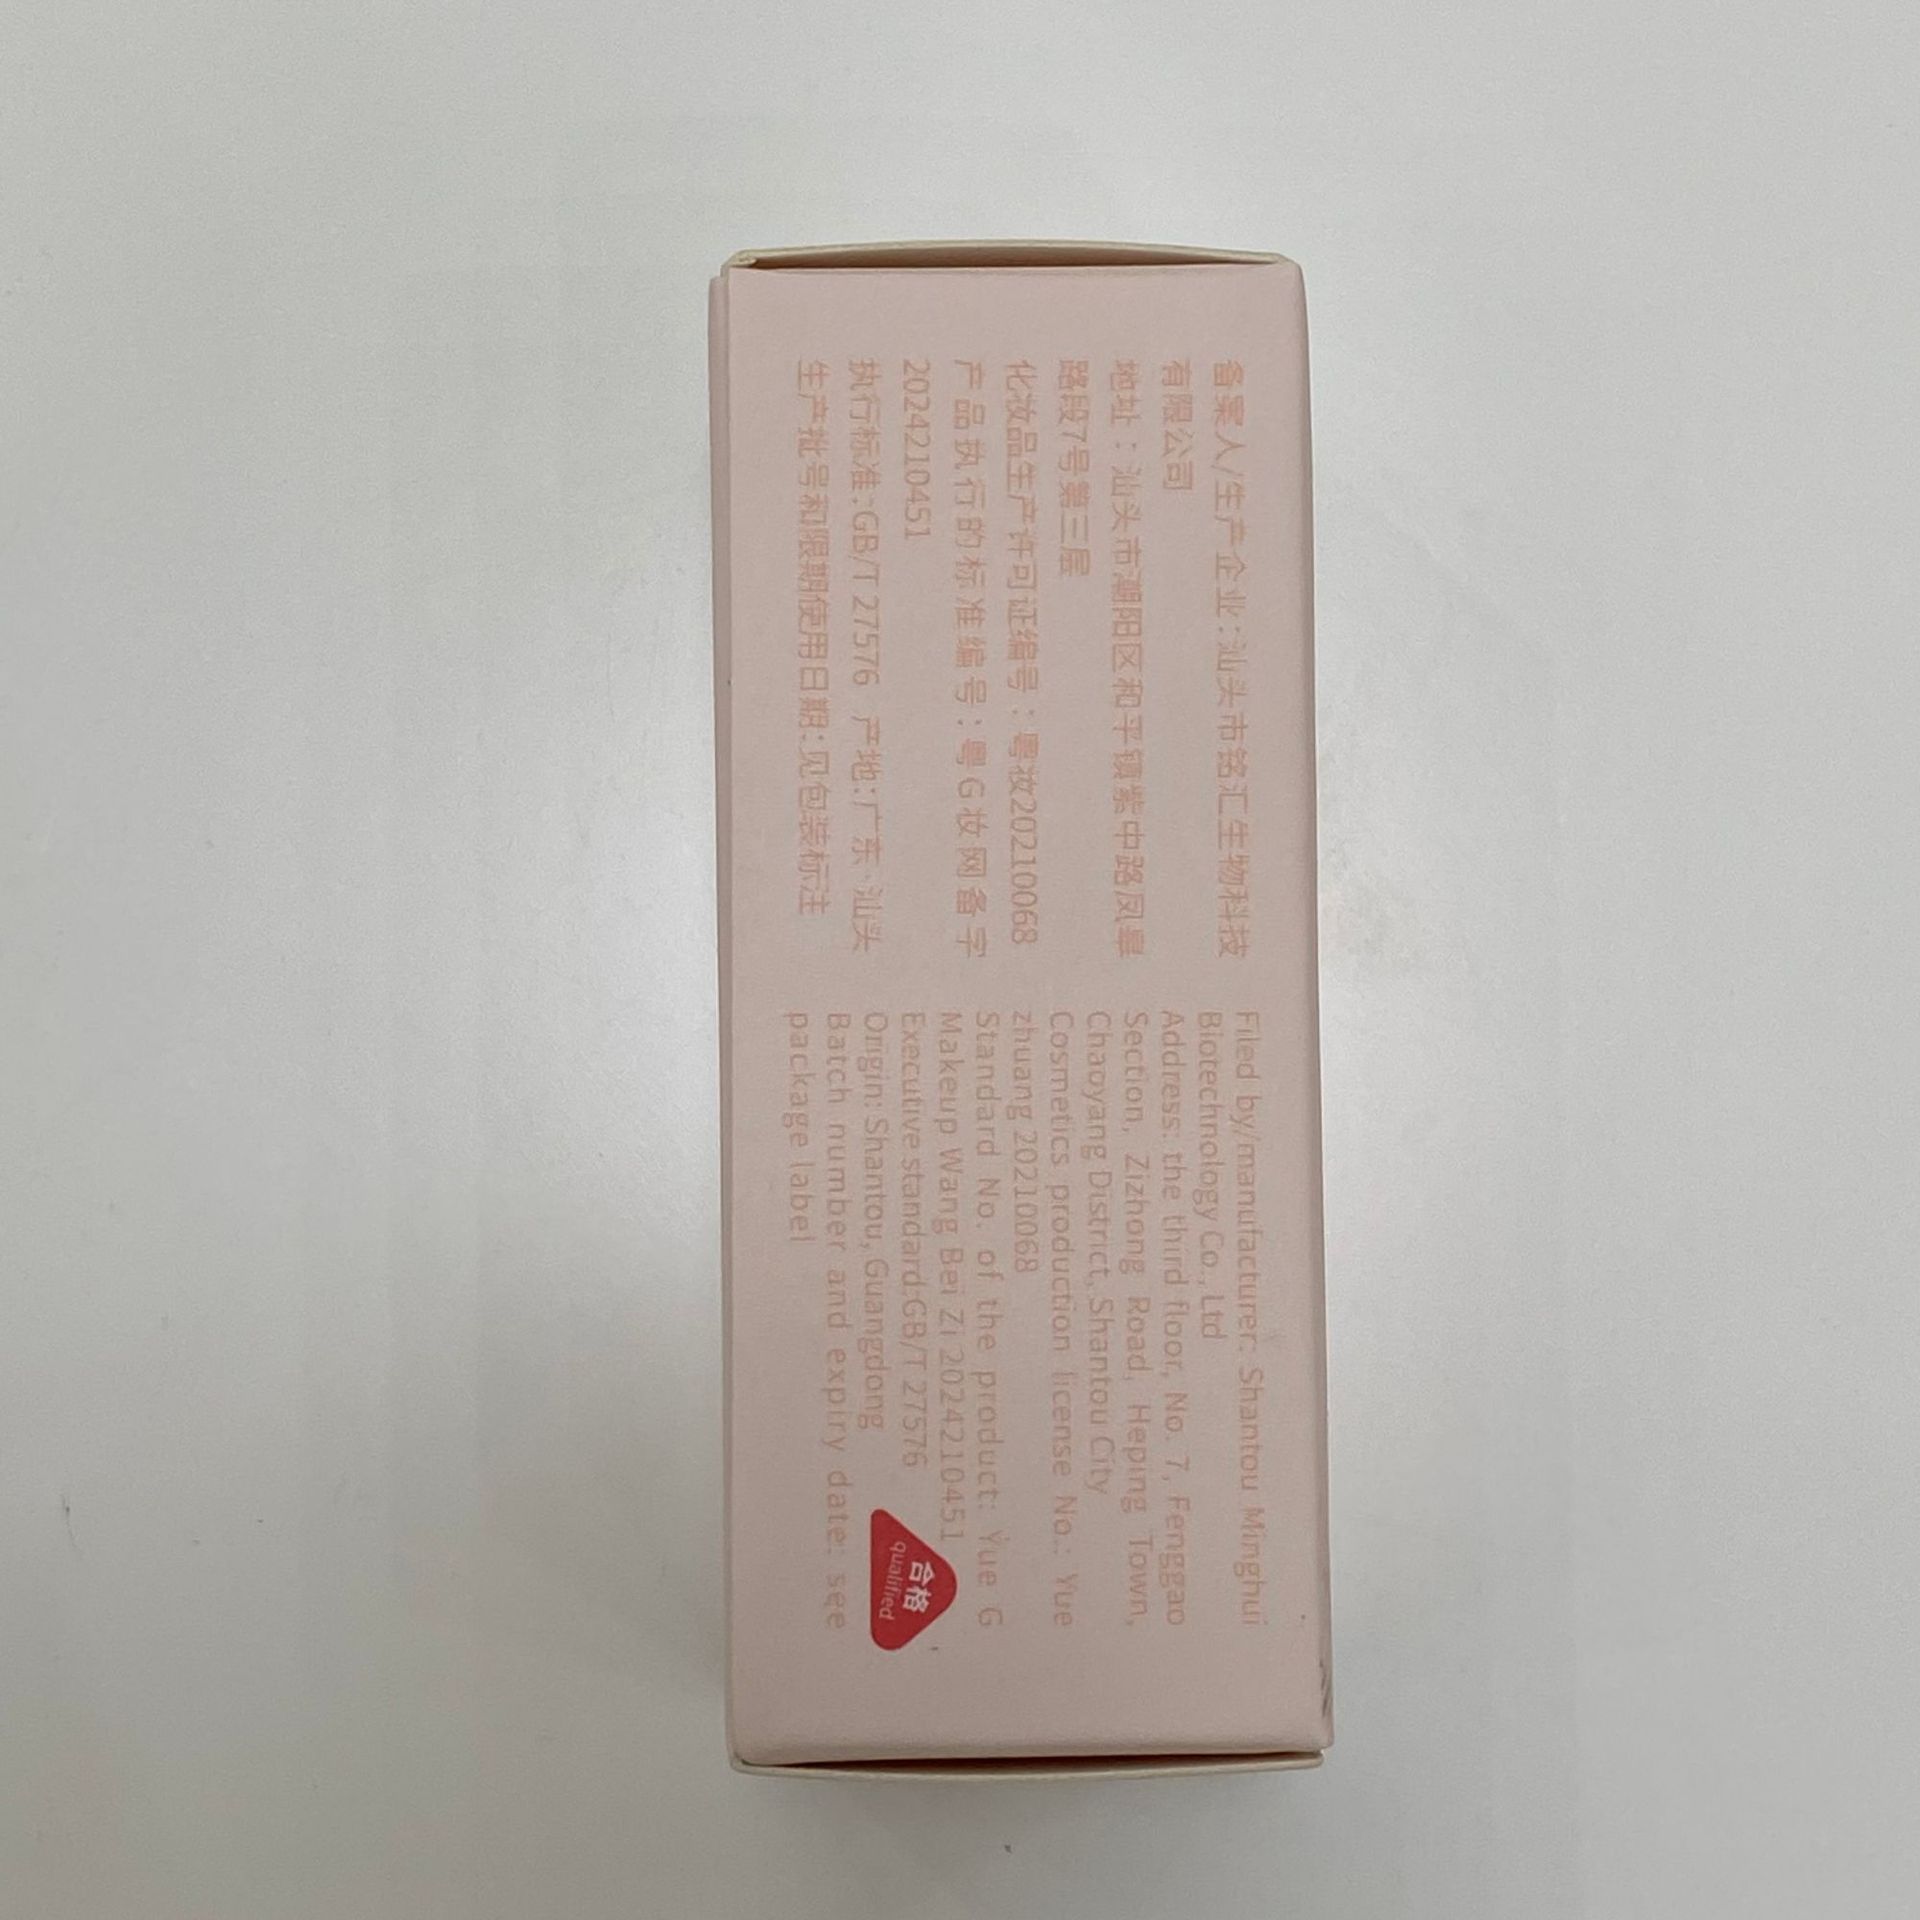 备案人/生产企业:汕头市铭汇生物科技
有限公司
地址：汕头市潮阳区和平镇紫中路凤皋
路段7号第三层
化妆品生产许可证编号：粤妆20210068
产品执行的标准编号:粤G妆网备字
2024210451
执行标准:GB/T 27576 产地:广东·汕头
生产批号和限期使用日期:见包装标注
Filed by/manufacturer: Shantou Minghui
Biotechnology Co., Ltd
Address: the third floor, No. 7, Fenggao
Section, Zizhong Road, Heping Town,
Chaoyang District, Shantou City
Cosmetics production license No.: Yue
zhuang 20210068
Standard No. of the product: Yue G
Makeup Wang Bei Zi 2024210451
Executive standard:GB/T 27576
Origin: Shantou, Guangdong
Batch number and expiry date: see
package label
合格
qualified